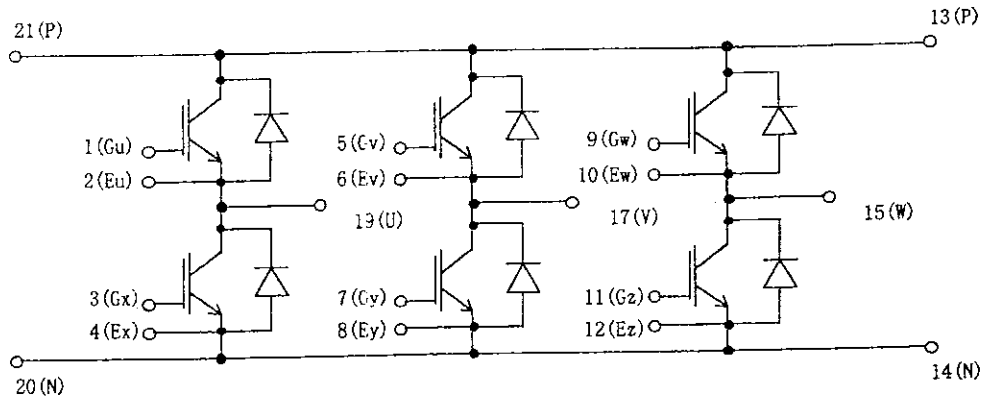 21(P)
13(P)
1(Gu)
5(Gv)
9(Gw)
2(Eu)
6(Ev)
10(Ew)
19(U)
17(V)
15(W)
3(Gx)
7(Gy)
11(Gz)
4(Ex)
8(Ey)
12(Ez)
20(N)
14(N)